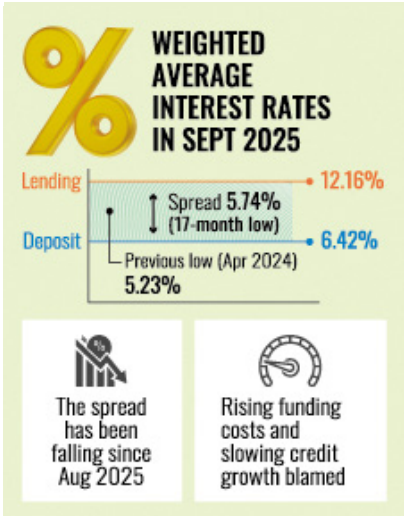 %
WEIGHTED
AVERAGE
INTEREST RATES
IN SEPT 2025
Lending
12.16%
Spread 5.74%
(17-month low)
Deposit
6.42%
Previous low (Apr 2024)
5.23%
%
The spread
has been
falling since
Aug 2025
%
Rising funding
costs and
slowing credit
growth blamed